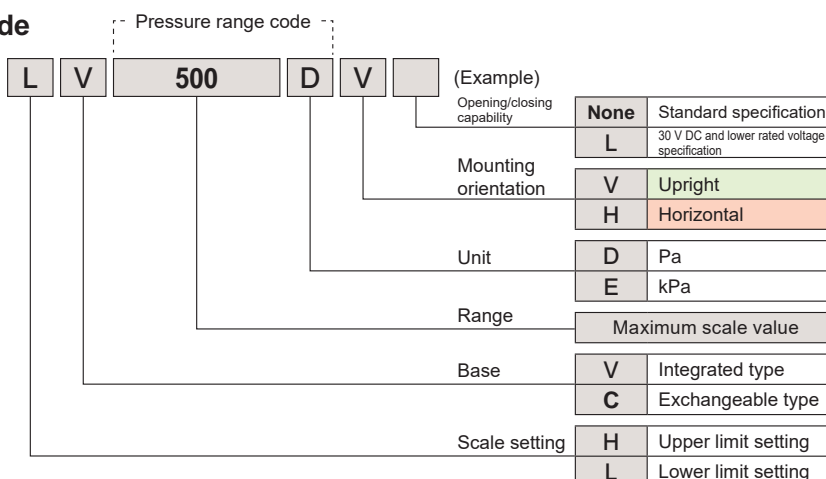 de
Pressure range code
L V 500 D V (Example)
Opening/closing
capability
None Standard specification
L 30 V DC and lower rated voltage
specification
Mounting
orientation
V Upright
H Horizontal
Unit
D Pa
E kPa
Range
Maximum scale value
Base
V Integrated type
C Exchangeable type
Scale setting
H Upper limit setting
L Lower limit setting